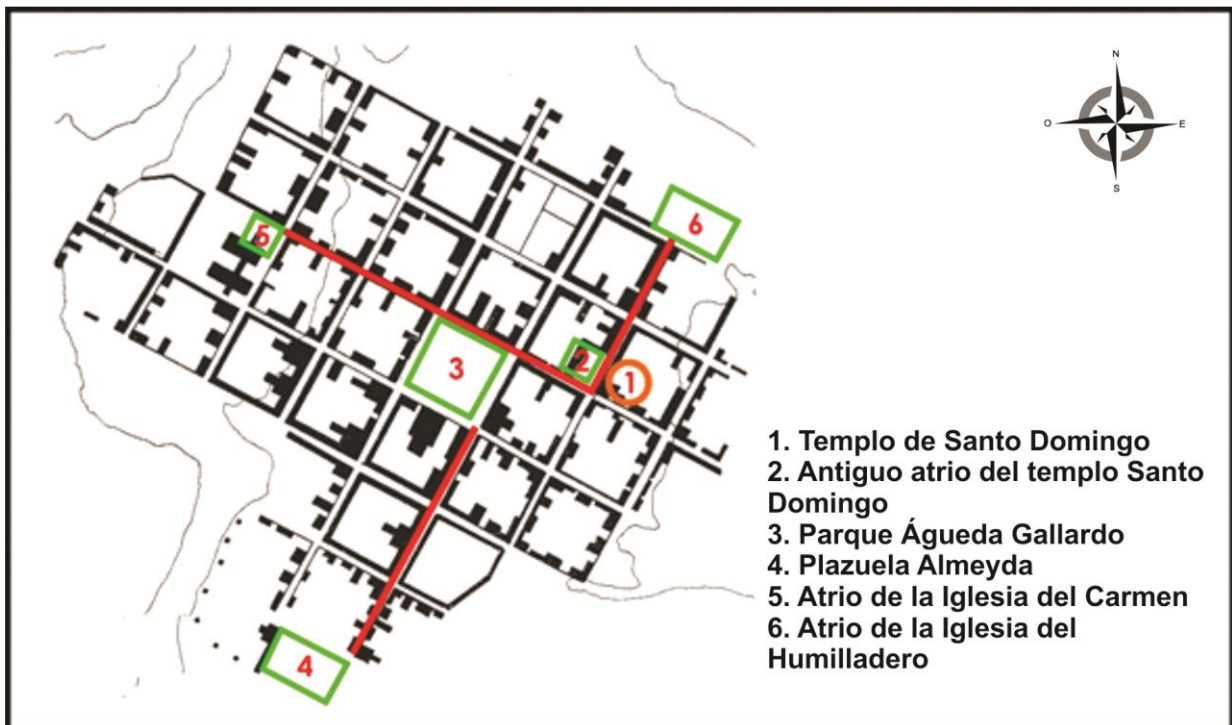 N
O
E
S
6
5
3
2
1
4
1. Templo de Santo Domingo
2. Antiguo atrio del templo Santo
Domingo
3. Parque Águeda Gallardo
4. Plazuela Almeyda
5. Atrio de la Iglesia del Carmen
6. Atrio de la Iglesia del
Humilladero